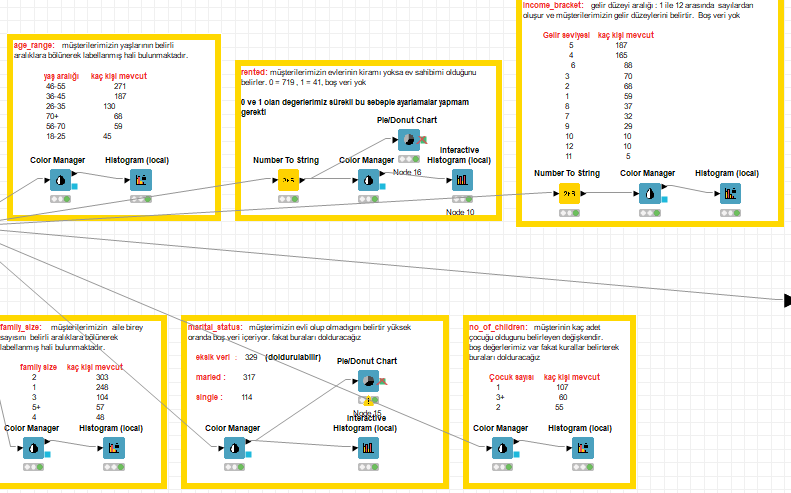 age_range: müşterilerimizin yaşlarının belirli
aralıklara bölünerek labellanmış hali bulunmaktadır.
yaş aralığı kaç kişi mevcut
46-55 271
36-45 187
26-35 130
70+ 68
56-70 59
18-25 45
Color Manager
Histogram (local)
rented: müşterilerimizin evlerinin kiramı yoksa ev sahibimi olduğunu
belirler. 0 = 719 , 1 = 41, boş veri yok
0 ve 1 olan degerlerimiz sürekli bu sebeple ayarlamalar yapmam
gerekti
Pie/Donut Chart
Node 16
Number To String
Color Manager
Interactive
Histogram (local)
Node 10
income_bracket: gelir düzeyi aralığı : 1 ile 12 arasında sayılardan
oluşur ve müşterilerimizin gelir düzeylerini belirtir. Boş veri yok
Gelir seviyesi kaç kişi mevcut
5 187
4 165
6 88
3 70
2 68
1 59
8 37
7 32
9 29
10 10
12 10
11 5
Number To String
Color Manager
Histogram (local)
family_size: müşterilerimizin aile birey
sayısını belirli aralıklara bölünerek
labellanmış hali bulunmaktadır.
family size kaç kişi mevcut
2 303
1 248
3 104
5+ 57
4 48
Color Manager
Histogram (local)
marital_status: müşterimizin evli olup olmadığını belirtir yüksek
oranda boş veri içeriyor. fakat buraları dolduracağız
eksik veri : 329 (doldurulabilir)
maried : 317
single : 114
Pie/Donut Chart
Node 15
Color Manager
Interactive
Histogram (local)
no_of_children: müşterinin kaç adet
çocuğu oldugunu belirleyen değişkendir.
boş değerlerimiz var fakat kurallar belirterek
buraları dolduracağız
Çocuk sayısı kaç kişi mevcut
1 107
3+ 60
2 55
Color Manager
Histogram (local)